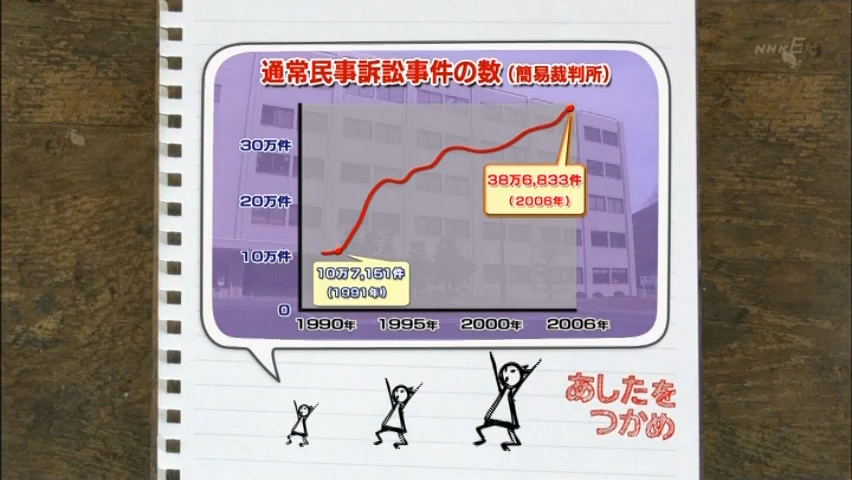 NHK E
通常民事訴訟事件の数(簡易裁判所)
30万件
20万件
10万件
0
38万6,833件
(2006年)
10万7,151件
(1991年)
1990年 1995年 2000年 2006年
あしたを
つかめ